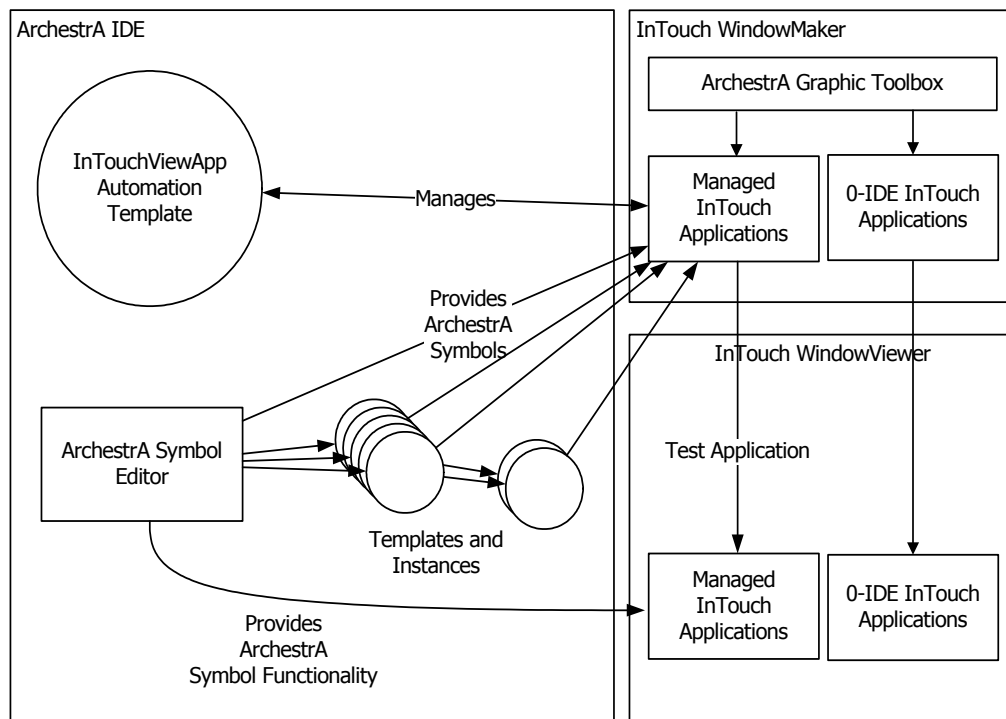 ArchestrA IDE
InTouchViewApp
Automation
Template
Manages
Provides
ArchestrA
Symbols
ArchestrA Symbol
Editor
Templates and
Instances
Provides
ArchestrA
Symbol Functionality
InTouch WindowMaker
ArchestrA Graphic Toolbox
Managed
InTouch
Applications
0-IDE InTouch
Applications
InTouch WindowViewer
Test Application
Managed
InTouch
Applications
0-IDE InTouch
Applications